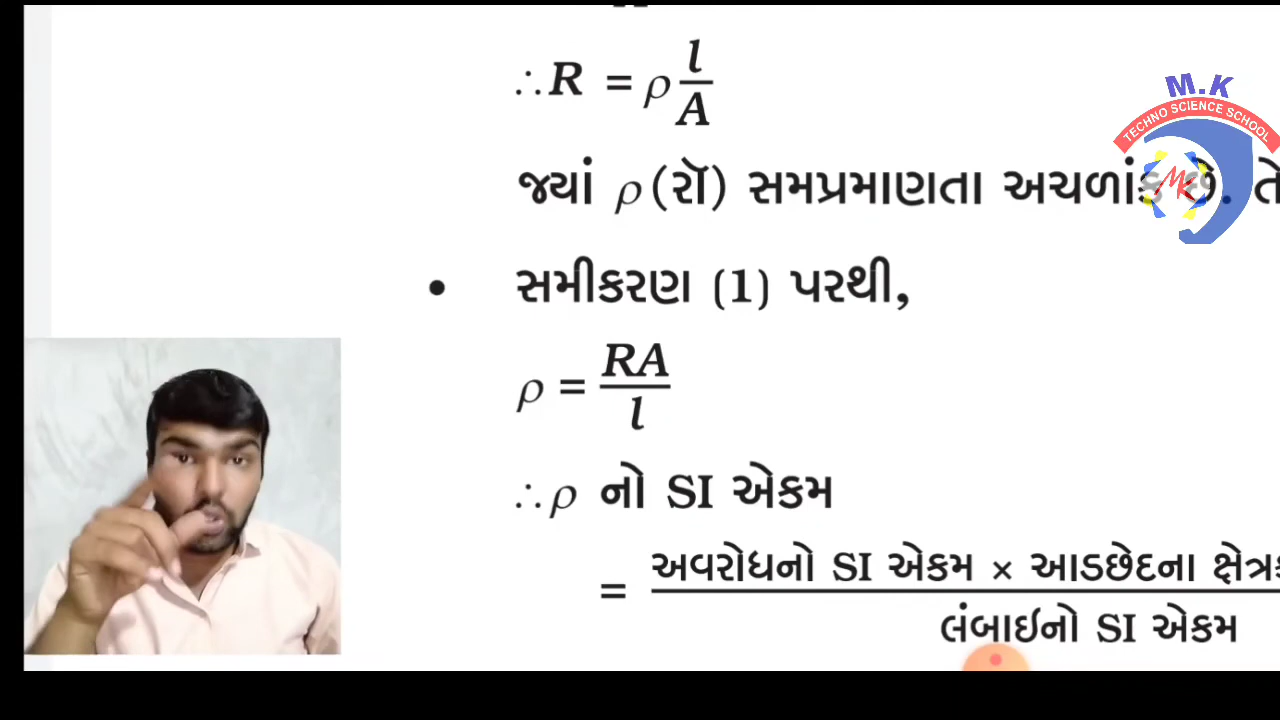 ∴ R = ρ l/A
M.K
TECHNO SCIENCE SCHOOL
MK
જ્યાં ρ (રૉ) સમપ્રમાણતા અચળાંક છે. તે
• સમીકરણ (1) પરથી,
ρ = RA/l
∴ ρ નો SI એકમ
= અવરોધનો SI એકમ × આડછેદના
લંબાઈનો SI એકમ